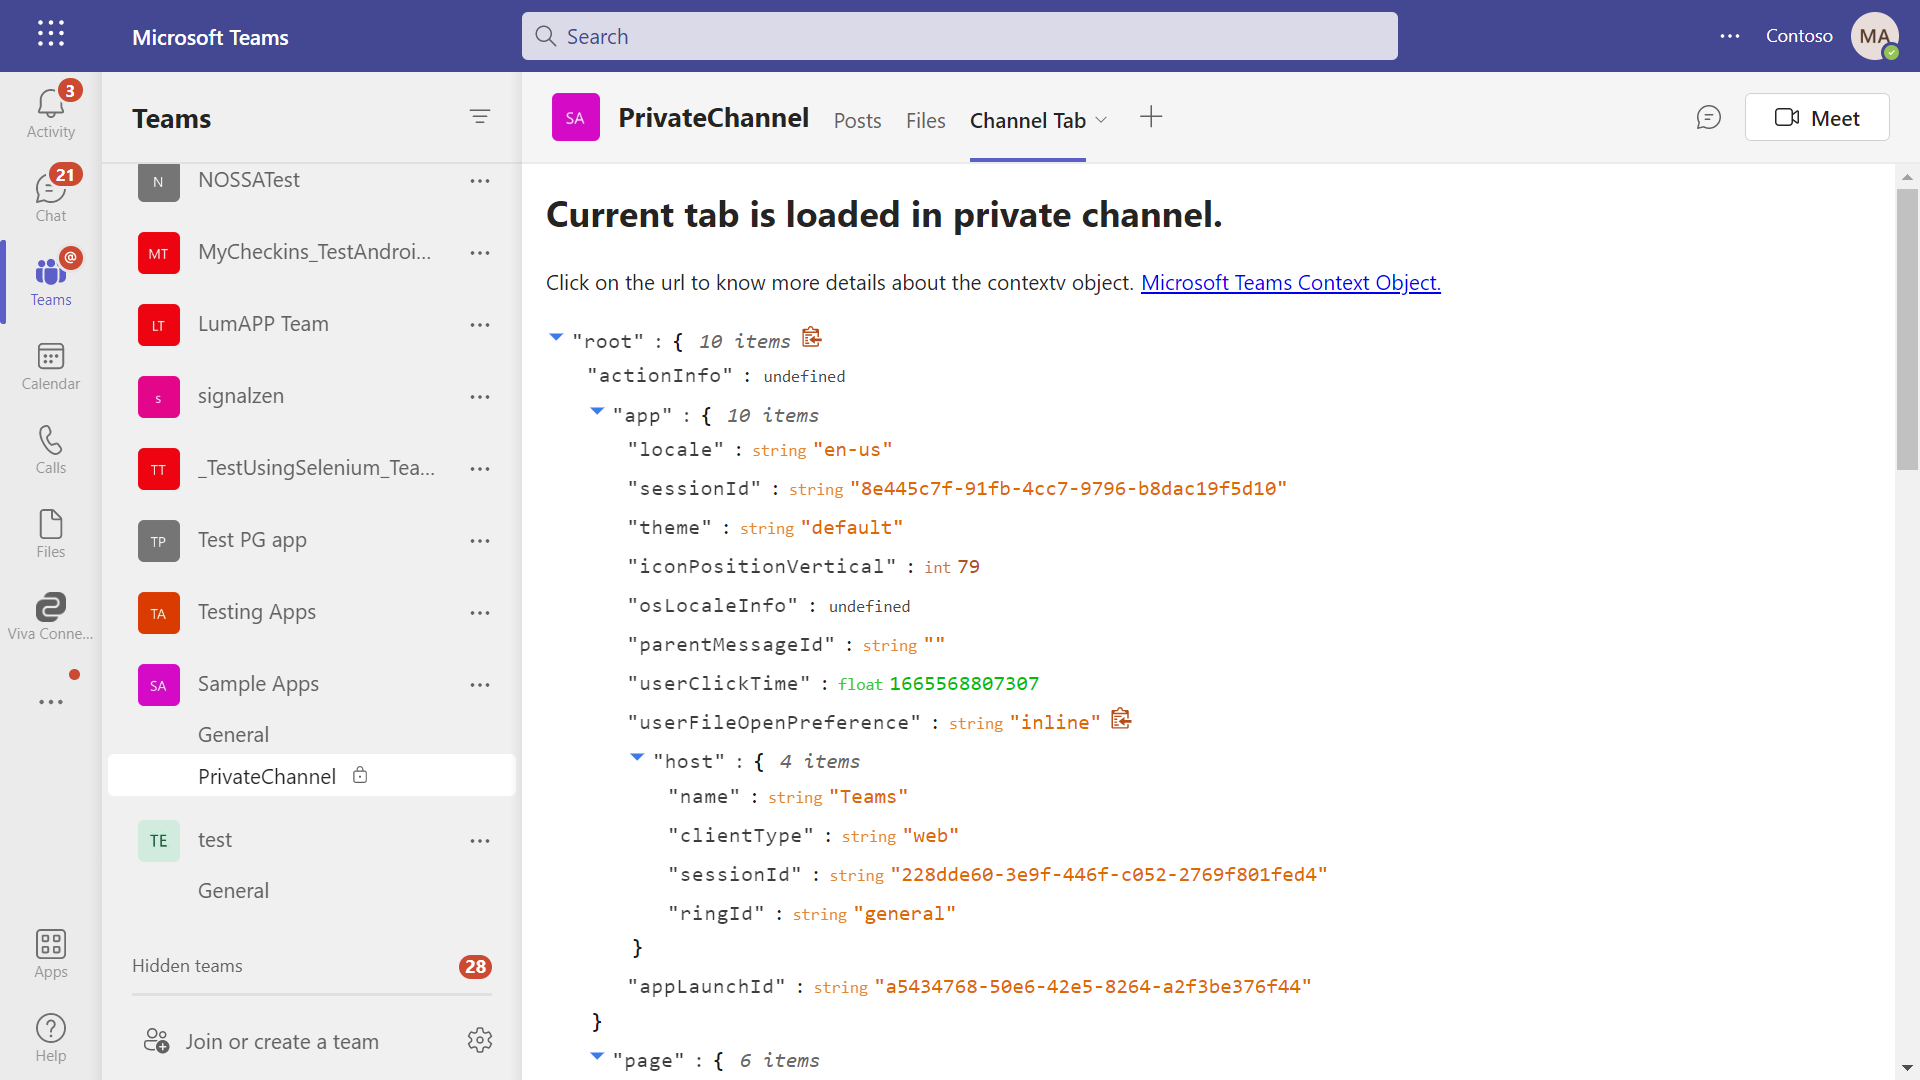 Microsoft Teams
Search
Contoso
MA
3
Activity
21
Chat
@
Teams
Calendar
Calls
Files
Viva Conne...
Apps
Help
Teams
N NOSSATest
MT MyCheckins_TestAndroi...
LT LumAPP Team
s signalzen
TT _TestUsingSelenium_Tea...
TP Test PG app
TA Testing Apps
SA Sample Apps
General
PrivateChannel
TE test
General
Hidden teams 28
Join or create a team
SA PrivateChannel Posts Files Channel Tab Meet
Current tab is loaded in private channel.
Click on the url to know more details about the contextv object. Microsoft Teams Context Object.
"root" : { 10 items
"actionInfo" : undefined
"app" : { 10 items
"locale" : string "en-us"
"sessionId" : string "8e445c7f-91fb-4cc7-9796-b8dac19f5d10"
"theme" : string "default"
"iconPositionVertical" : int 79
"osLocaleInfo" : undefined
"parentMessageId" : string ""
"userClickTime" : float 1665568807307
"userFileOpenPreference" : string "inline"
"host" : { 4 items
"name" : string "Teams"
"clientType" : string "web"
"sessionId" : string "228dde60-3e9f-446f-c052-2769f801fed4"
"ringId" : string "general"
}
"appLaunchId" : string "a5434768-50e6-42e5-8264-a2f3be376f44"
}
"page" : { 6 items